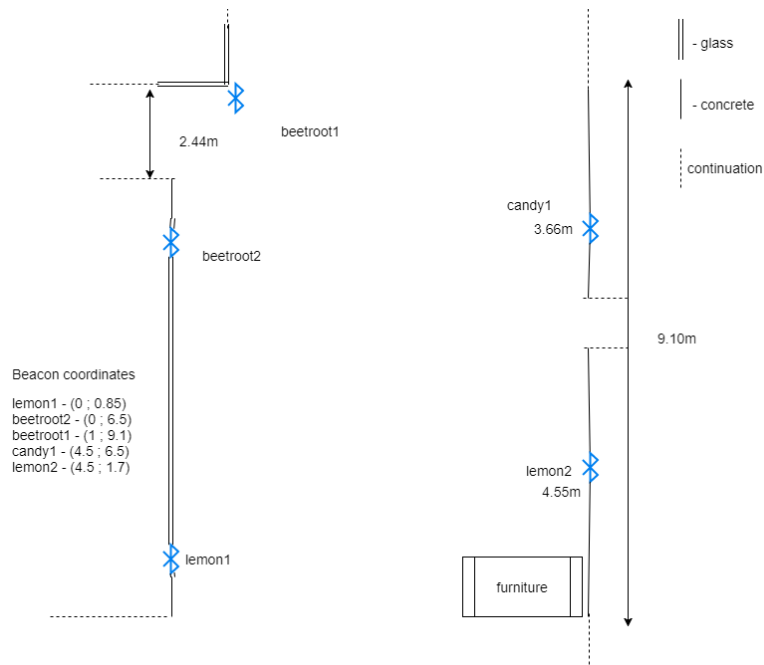 - glass
- concrete
continuation
beetroot1
2.44m
candy1
3.66m
beetroot2
9.10m
Beacon coordinates
lemon1 - (0 ; 0.85)
beetroot2 - (0 ; 6.5)
beetroot1 - (1 ; 9.1)
candy1 - (4.5 ; 6.5)
lemon2 - (4.5 ; 1.7)
lemon2
4.55m
lemon1
furniture